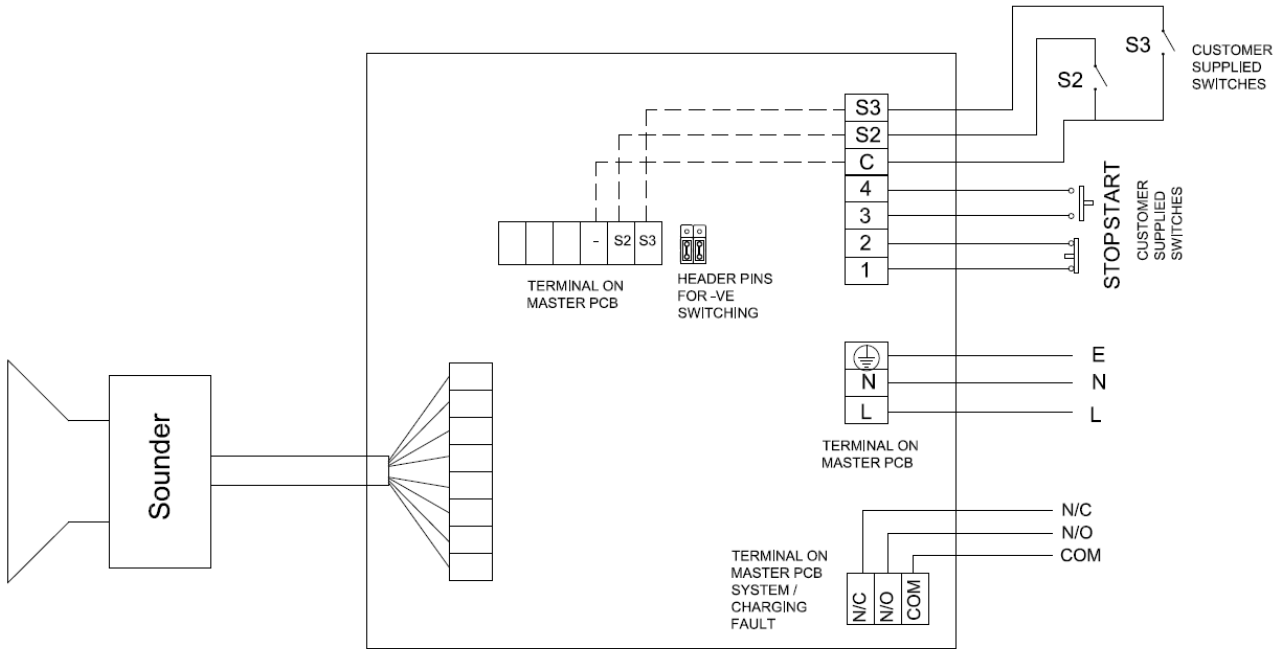 S3
CUSTOMER
SUPPLIED
SWITCHES
S2
S3
S2
C
4
3
2
1
STOPSTART
CUSTOMER
SUPPLIED
SWITCHES
- S2 S3
TERMINAL ON
MASTER PCB
HEADER PINS
FOR -VE
SWITCHING
E
N N
L L
TERMINAL ON
MASTER PCB
Sounder
N/C
N/O
COM
TERMINAL ON
MASTER PCB
SYSTEM /
CHARGING
FAULT
N/C
N/O
COM